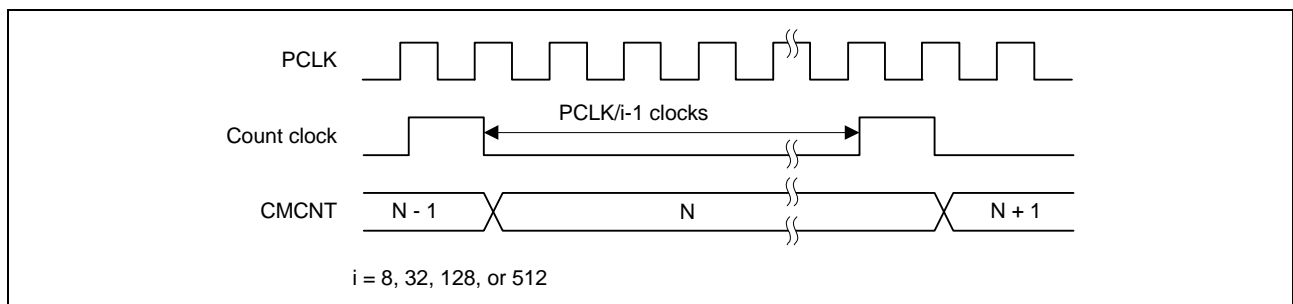 PCLK
PCLK/i-1 clocks
Count clock
CMCNT
N - 1
N
N + 1
i = 8, 32, 128, or 512